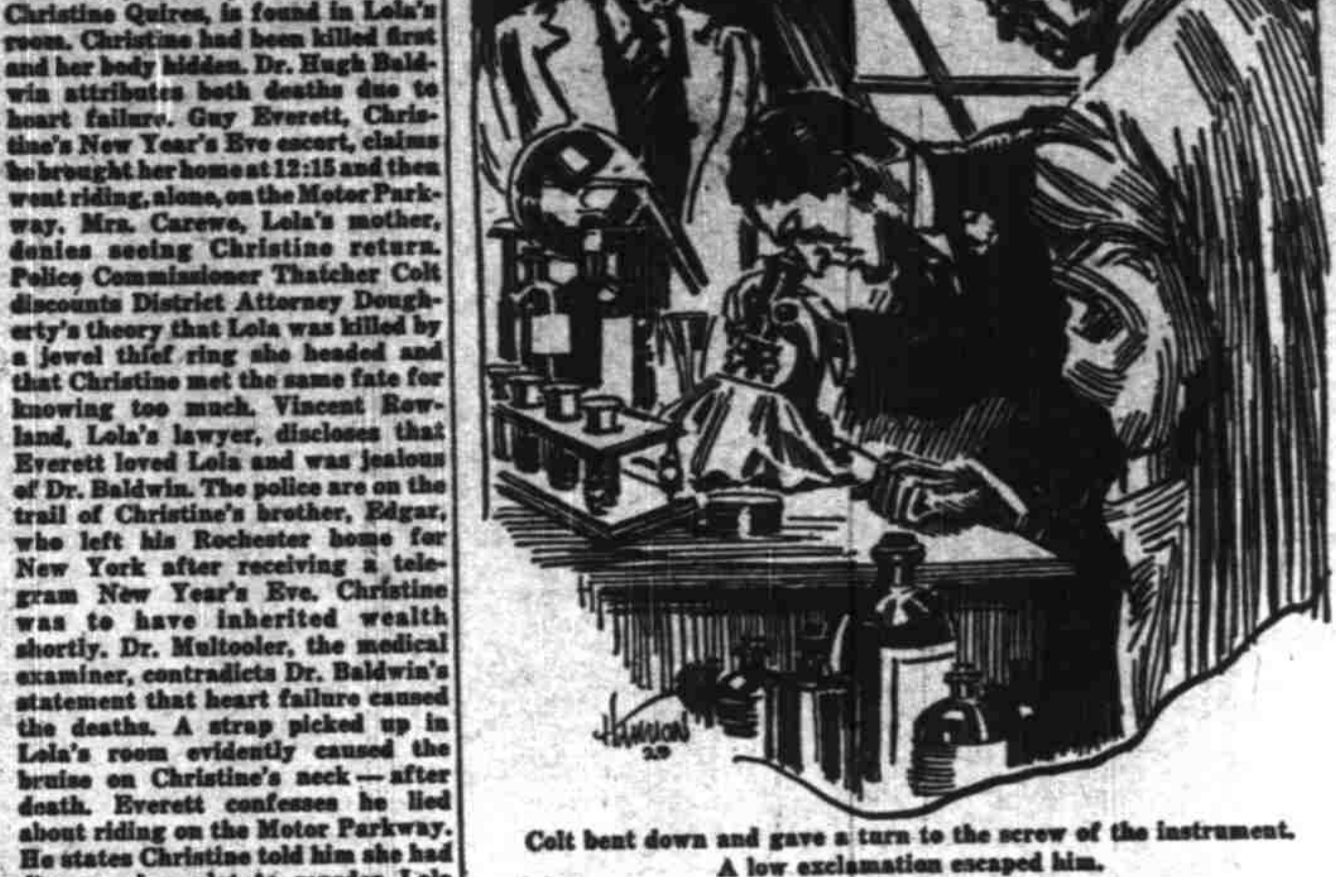 Christine Quires, is found in Lola's
room. Christine had been killed first
and her body hidden. Dr. Hugh Bald-
win attributes both deaths due to
heart failure. Guy Everett, Chris-
tine's New Year's Eve escort, claims
he brought her home at 12:15 and then
went riding, alone, on the Motor Park-
way. Mrs. Carewe, Lola's mother,
denies seeing Christine return.
Police Commissioner Thatcher Colt
discounts District Attorney Dough-
erty's theory that Lola was killed by
a jewel thief ring she headed and
that Christine met the same fate for
knowing too much. Vincent Row-
land, Lola's lawyer, discloses that
Everett loved Lola and was jealous
of Dr. Baldwin. The police are on the
trail of Christine's brother, Edgar,
who left his Rochester home for
New York after receiving a tele-
gram New Year's Eve. Christine
was to have inherited wealth
shortly. Dr. Multooler, the medical
examiner, contradicts Dr. Baldwin's
statement that heart failure caused
the deaths. A strap picked up in
Lola's room evidently caused the
bruise on Christine's neck — after
death. Everett confesses he lied
about riding on the Motor Parkway.
He states Christine told him she had
Lola
Colt bent down and gave a turn to the screw of the instrument.
A low exclamation escaped him.